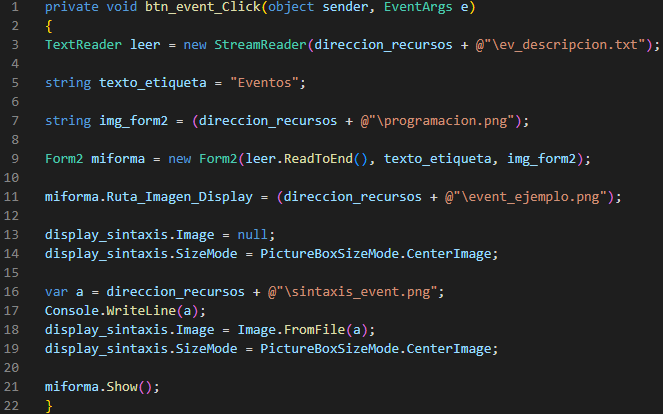 1 private void btn_event_Click(object sender, EventArgs e)
2 {
3 TextReader leer = new StreamReader(direccion_recursos + @"\ev_descripcion.txt");
4
5 string texto_etiqueta = "Eventos";
6
7 string img_form2 = (direccion_recursos + @"\programacion.png");
8
9 Form2 miforma = new Form2(leer.ReadToEnd(), texto_etiqueta, img_form2);
10
11 miforma.Ruta_Imagen_Display = (direccion_recursos + @"\event_ejemplo.png");
12
13 display_sintaxis.Image = null;
14 display_sintaxis.SizeMode = PictureBoxSizeMode.CenterImage;
15
16 var a = direccion_recursos + @"\sintaxis_event.png";
17 Console.WriteLine(a);
18 display_sintaxis.Image = Image.FromFile(a);
19 display_sintaxis.SizeMode = PictureBoxSizeMode.CenterImage;
20
21 miforma.Show();
22 }